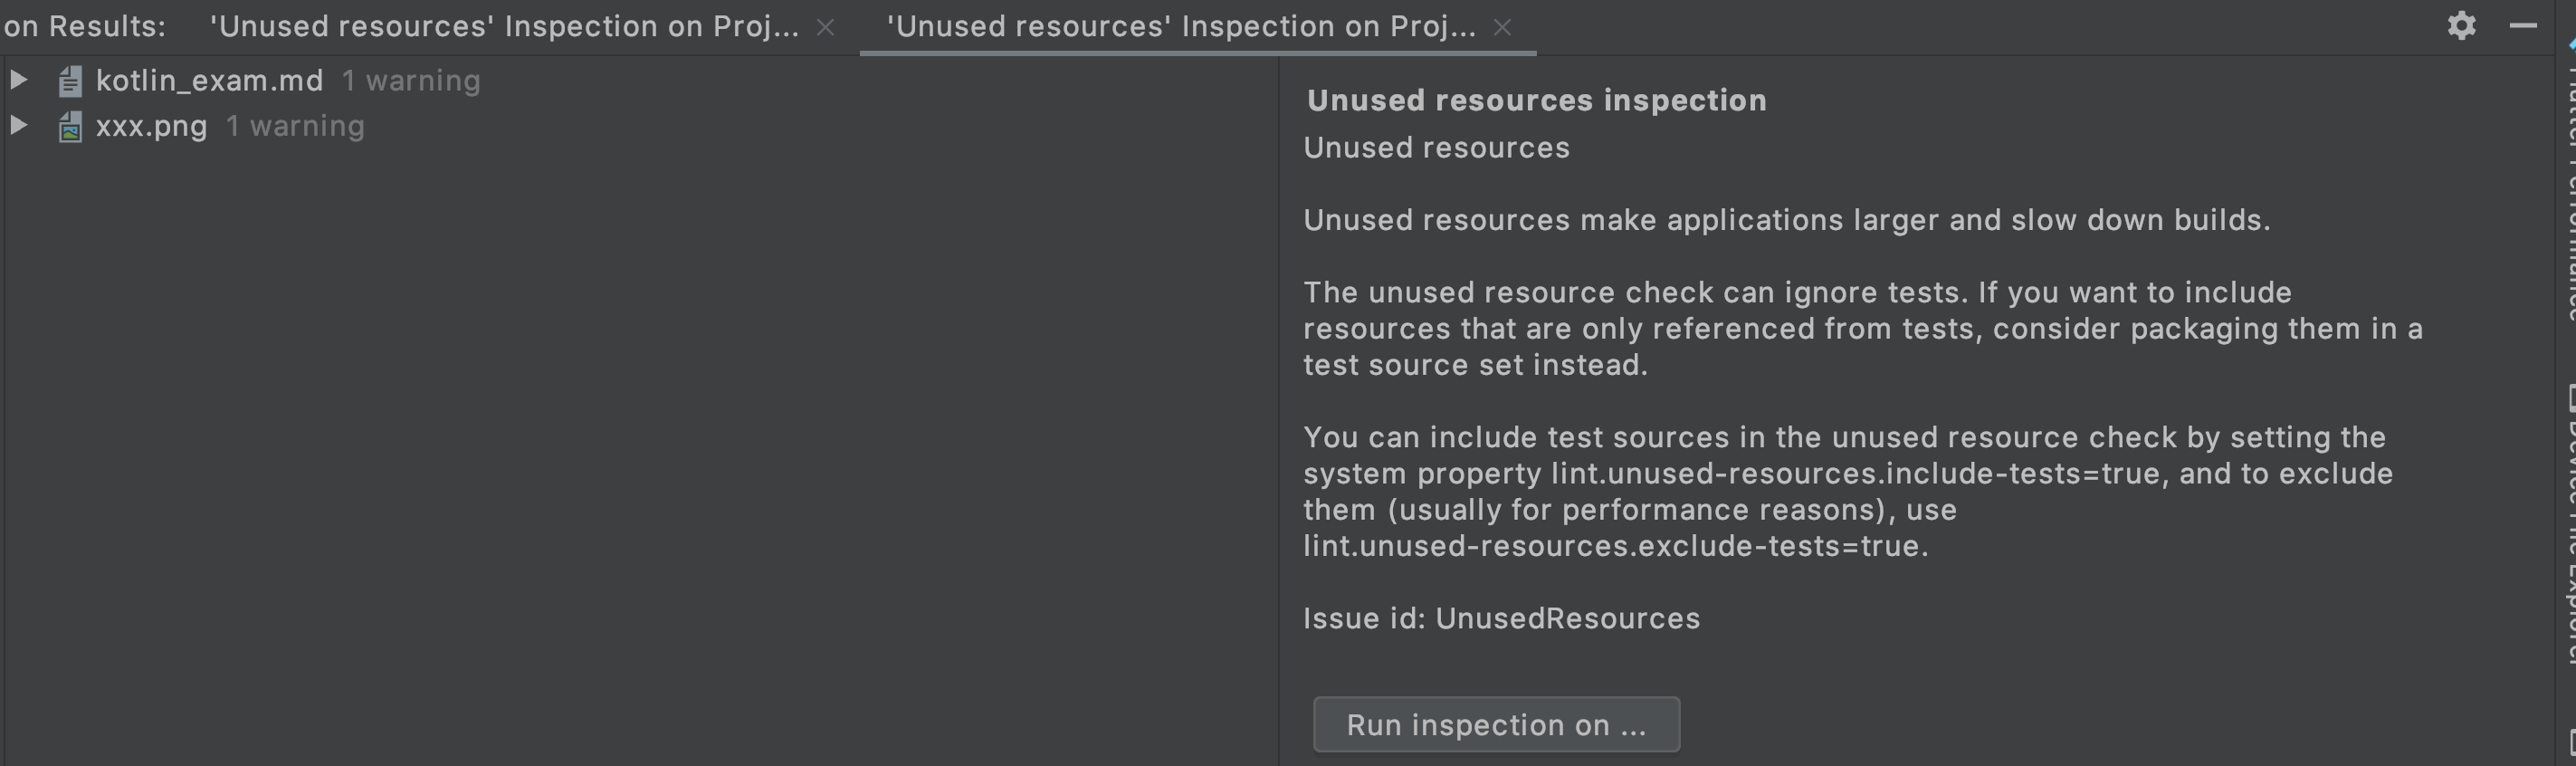 on Results:
'Unused resources' Inspection on Proj...
'Unused resources' Inspection on Proj...
kotlin_exam.md 1 warning
xxx.png 1 warning
Unused resources inspection
Unused resources
Unused resources make applications larger and slow down builds.
The unused resource check can ignore tests. If you want to include
resources that are only referenced from tests, consider packaging them in a
test source set instead.
You can include test sources in the unused resource check by setting the
system property lint.unused-resources.include-tests=true, and to exclude
them (usually for performance reasons), use
lint.unused-resources.exclude-tests=true.
Issue id: UnusedResources
Run inspection on ...